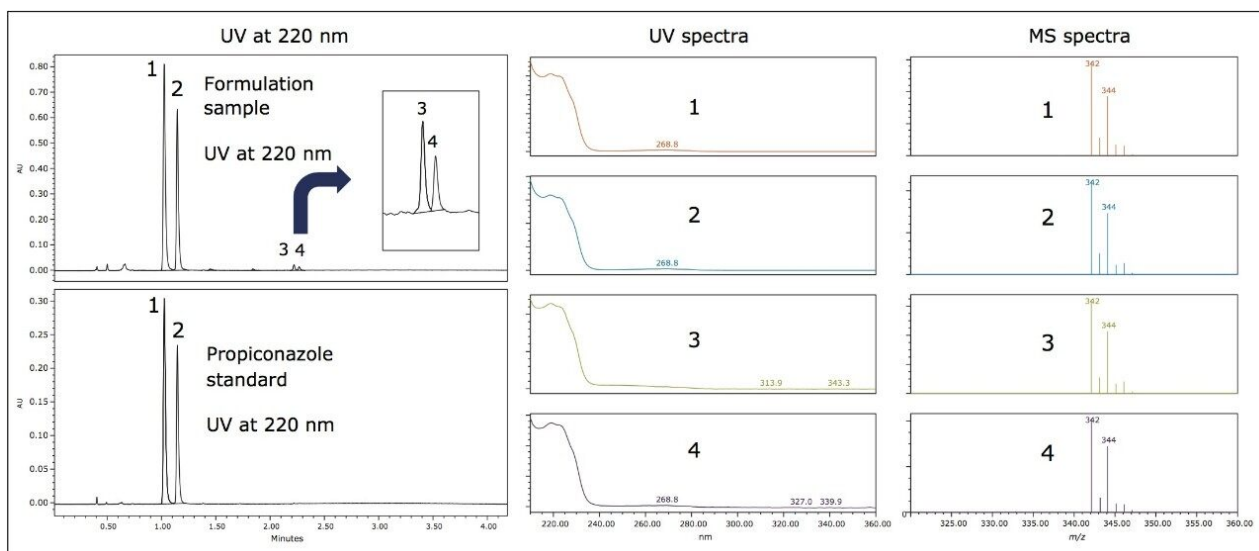 UV at 220 nm
UV spectra
MS spectra
0.80
0.70
0.60
0.50
0.40
0.30
0.20
0.10
0.00
AU
1
2
Formulation
sample
UV at 220 nm
3
4
3 4
0.30
0.25
0.20
0.15
0.10
0.05
0.00
AU
1
2
Propiconazole
standard
UV at 220 nm
0.50 1.00 1.50 2.00 2.50 3.00 3.50 4.00
Minutes
1
268.8
2
268.8
3
313.9 343.3
4
268.8 327.0 339.9
220.00 240.00 260.00 280.00 300.00 320.00 340.00 360.00
nm
342
344
1
342
344
2
342
344
3
342
344
4
325.00 330.00 335.00 340.00 345.00 350.00 355.00 360.00
m/z